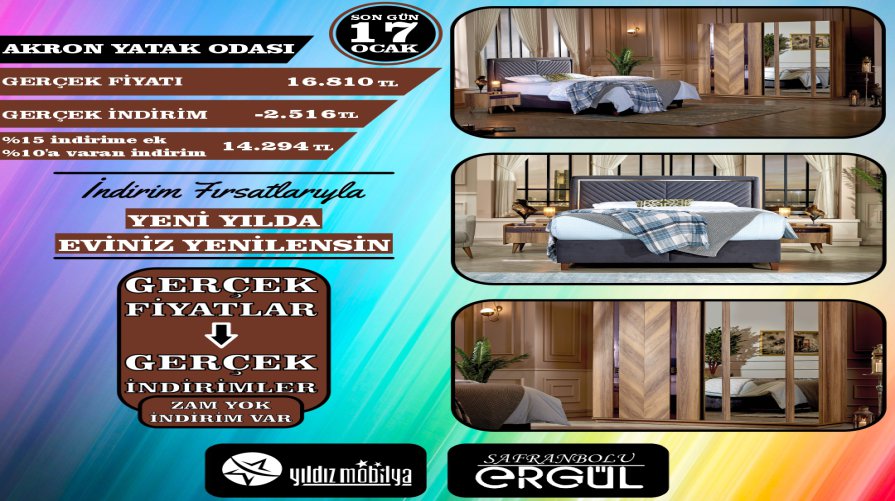 SON GÜN
17
OCAK
AKRON YATAK ODASI
GERÇEK FİYATI 16.810 TL
GERÇEK İNDİRİM -2.516 TL
%15 indirime ek
%10'a varan indirim 14.294 TL
İndirim Fırsatlarıyla
YENİ YILDA
EVİNİZ YENİLENSİN
GERÇEK
FİYATLAR
GERÇEK
İNDİRİMLER
ZAM YOK
İNDİRİM VAR
yıldız mobilya
SAFRANBOLU
ERGÜL